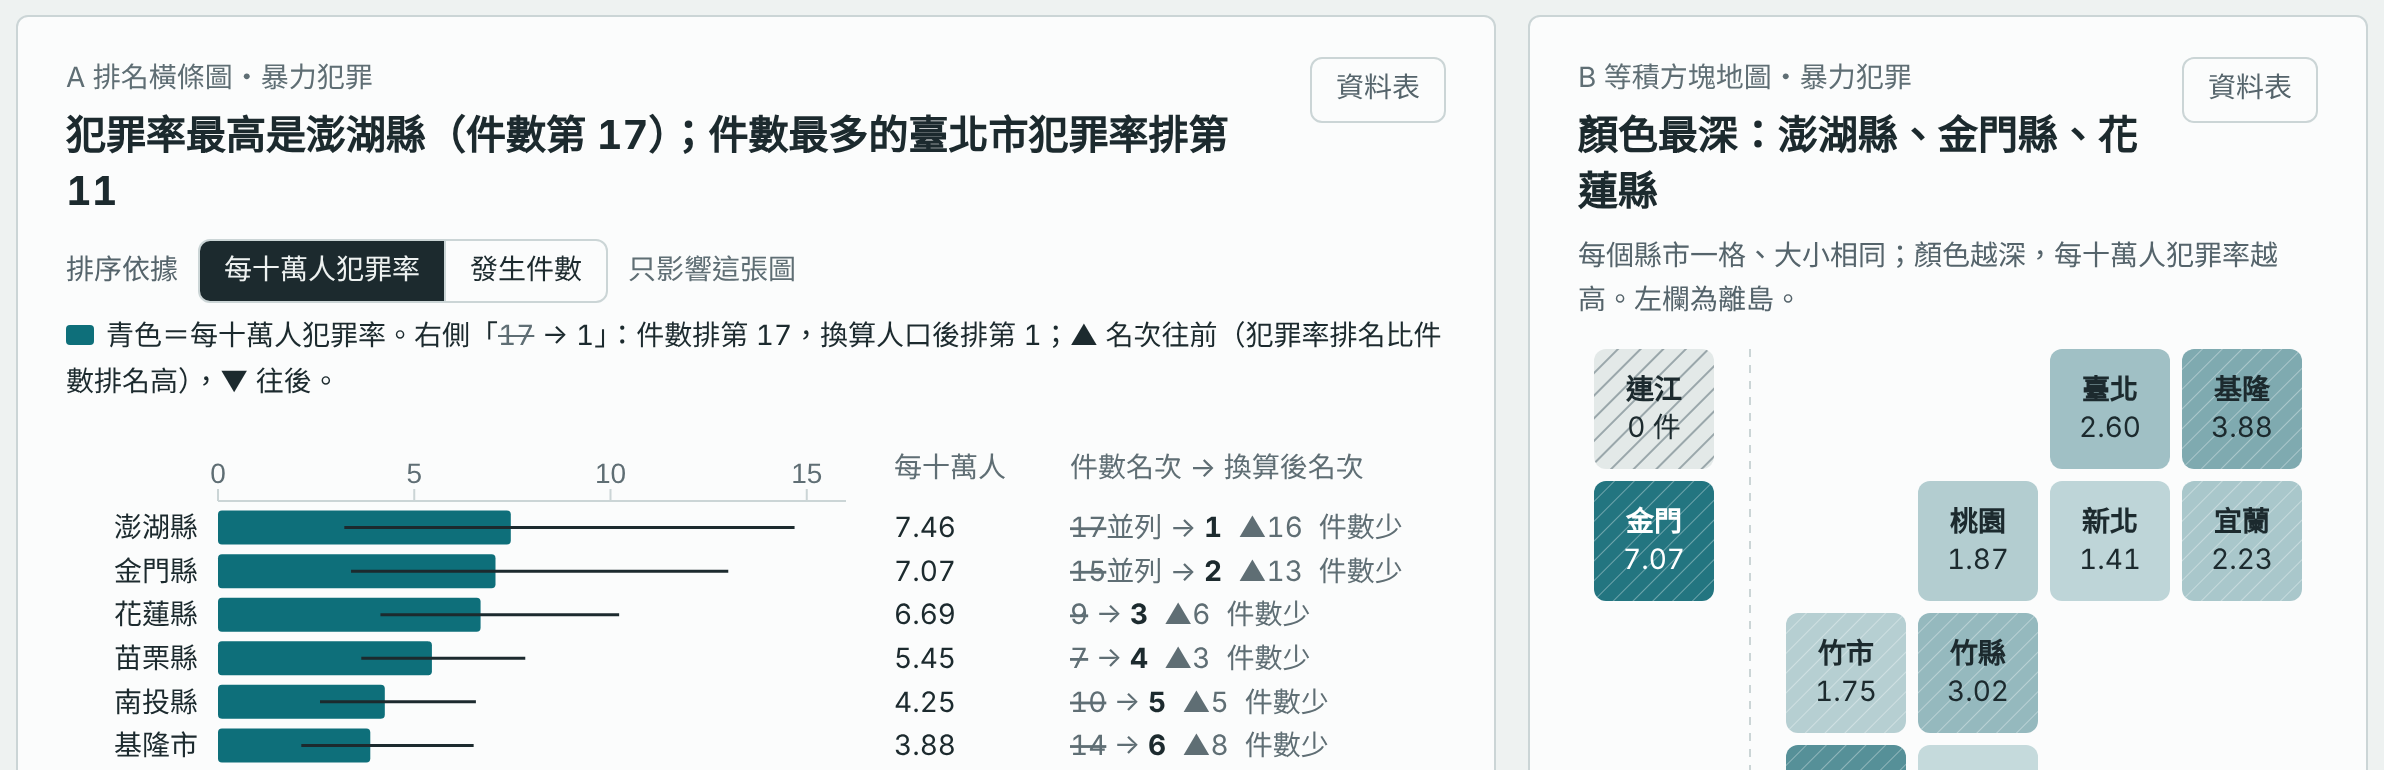 A 排名橫條圖・暴力犯罪
資料表
犯罪率最高是澎湖縣（件數第 17）；件數最多的臺北市犯罪率排第
11
排序依據 每十萬人犯罪率 發生件數 只影響這張圖
青色＝每十萬人犯罪率。右側「17 → 1」：件數排第 17，換算人口後排第 1；▲ 名次往前（犯罪率排名比件
數排名高），▼ 往後。
0 5 10 15 每十萬人 件數名次 → 換算後名次
澎湖縣 7.46 17並列 → 1 ▲16 件數少
金門縣 7.07 15並列 → 2 ▲13 件數少
花蓮縣 6.69 9 → 3 ▲6 件數少
苗栗縣 5.45 7 → 4 ▲3 件數少
南投縣 4.25 10 → 5 ▲5 件數少
基隆市 3.88 14 → 6 ▲8 件數少
B 等積方塊地圖・暴力犯罪
資料表
顏色最深：澎湖縣、金門縣、花
蓮縣
每個縣市一格、大小相同；顏色越深，每十萬人犯罪率越
高。左欄為離島。
連江
0 件
臺北
2.60
基隆
3.88
金門
7.07
桃園
1.87
新北
1.41
宜蘭
2.23
竹市
1.75
竹縣
3.02